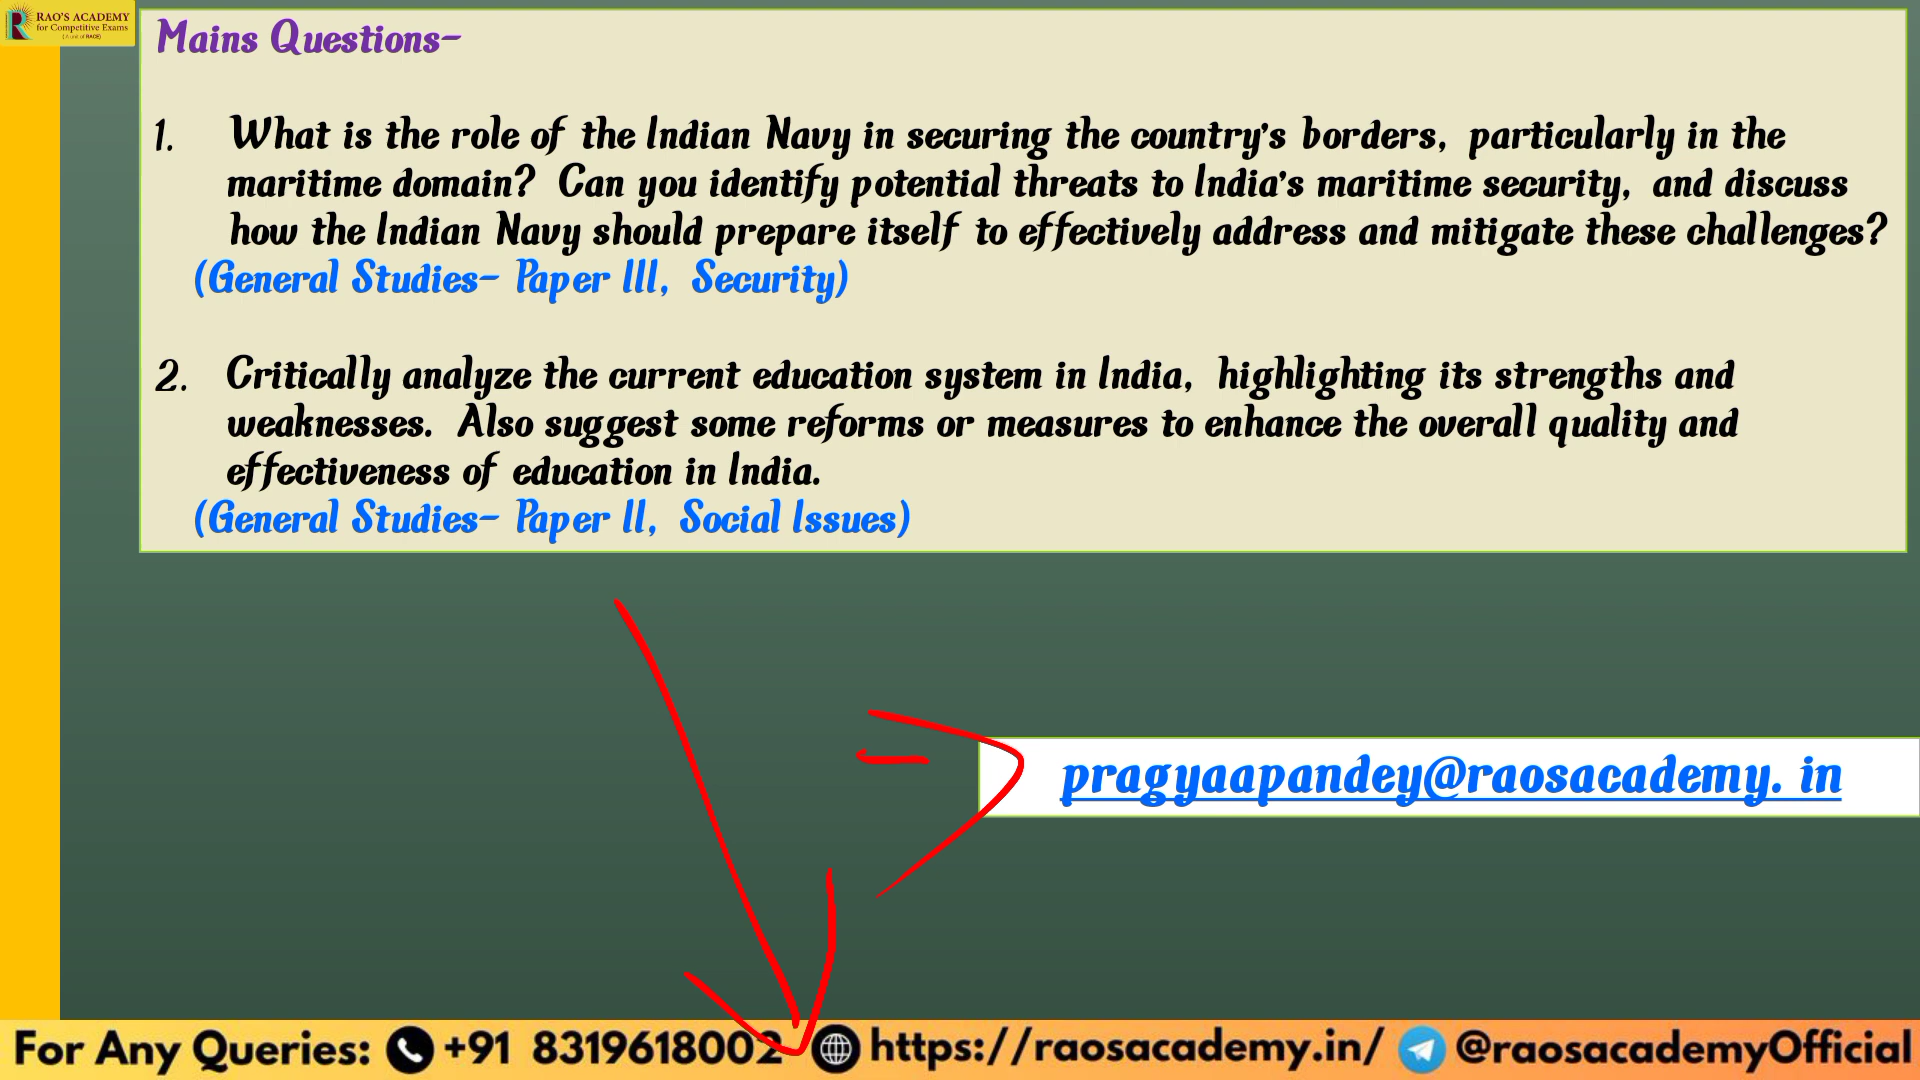 RAO'S ACADEMY
for Competitive Exams
(A unit of RACE)
Mains Questions-
1. What is the role of the Indian Navy in securing the country's borders, particularly in the
maritime domain? Can you identify potential threats to India's maritime security, and discuss
how the Indian Navy should prepare itself to effectively address and mitigate these challenges?
(General Studies- Paper III, Security)
2. Critically analyze the current education system in India, highlighting its strengths and
weaknesses. Also suggest some reforms or measures to enhance the overall quality and
effectiveness of education in India.
(General Studies- Paper II, Social Issues)
pragyaapandey@raosacademy. in
For Any Queries: +91 8319618002 https://raosacademy.in/ @raosacademyOfficial